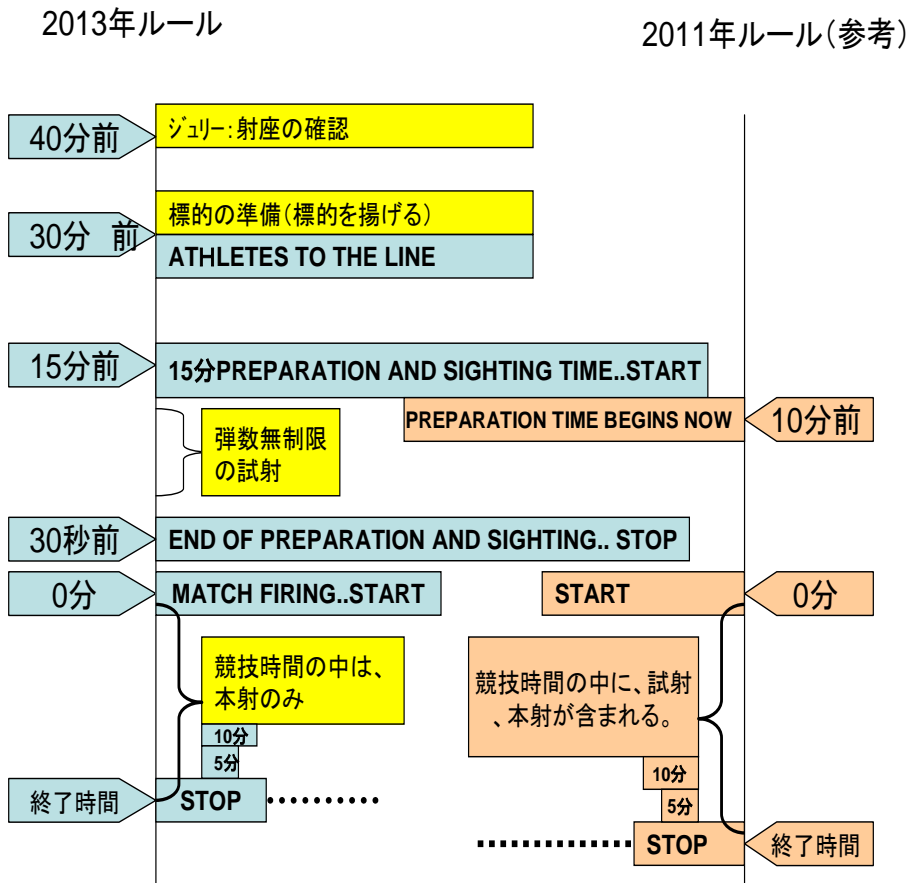 2013年ルール
2011年ルール(参考)
40分前
ジュリー:射座の確認
30分 前
標的の準備(標的を揚げる)
ATHLETES TO THE LINE
15分前
15分PREPARATION AND SIGHTING TIME..START
PREPARATION TIME BEGINS NOW
10分前
弾数無制限
の試射
30秒前
END OF PREPARATION AND SIGHTING.. STOP
0分
MATCH FIRING..START
START
0分
競技時間の中は、
本射のみ
競技時間の中に、試射
、本射が含まれる。
10分
5分
10分
5分
終了時間
STOP
STOP
終了時間